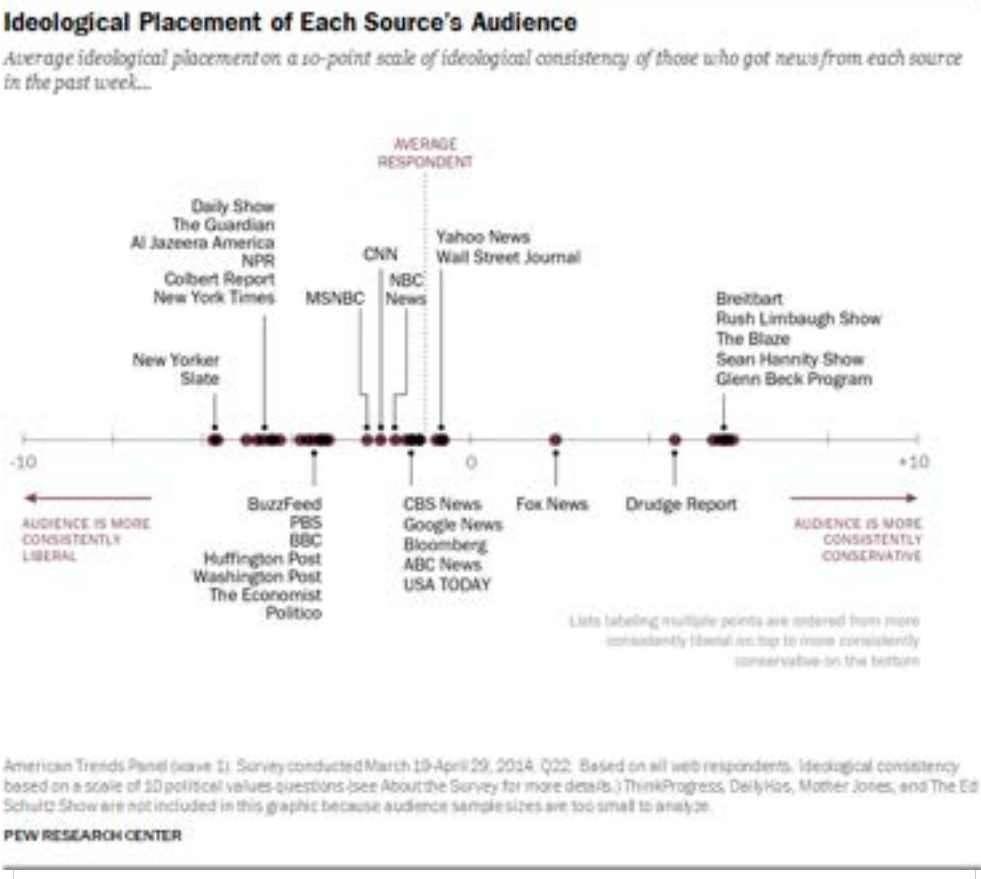 Ideological Placement of Each Source's Audience
Average ideological placement on a 10-point scale of ideological consistency of those who got news from each source
in the past week...
AVERAGE
RESPONDENT
Daily Show
The Guardian
Al Jazeera America
NPR
Colbert Report
New York Times
New Yorker
Slate
MSNBC
CNN
NBC
News
Yahoo News
Wall Street Journal
Breitbart
Rush Limbaugh Show
The Blaze
Sean Hannity Show
Glenn Beck Program
-10
0
+10
AUDIENCE IS MORE
CONSISTENTLY
LIBERAL
BuzzFeed
PBS
BBC
Huffington Post
Washington Post
The Economist
Politico
CBS News
Google News
Bloomberg
ABC News
USA TODAY
Fox News
Drudge Report
AUDIENCE IS MORE
CONSISTENTLY
CONSERVATIVE
Lists labeling multiple points are ordered from more
consistently liberal on top to more consistently
conservative on the bottom
American Trends Panel (wave 1). Survey conducted March 19-April 29, 2014. Q22. Based on all web respondents. Ideological consistency
based on a scale of 10 political values questions (see About the Survey for more details.) ThinkProgress, DailyKos, Mother Jones, and The Ed
Schultz Show are not included in this graphic because audience sample sizes are too small to analyze.
PEW RESEARCH CENTER